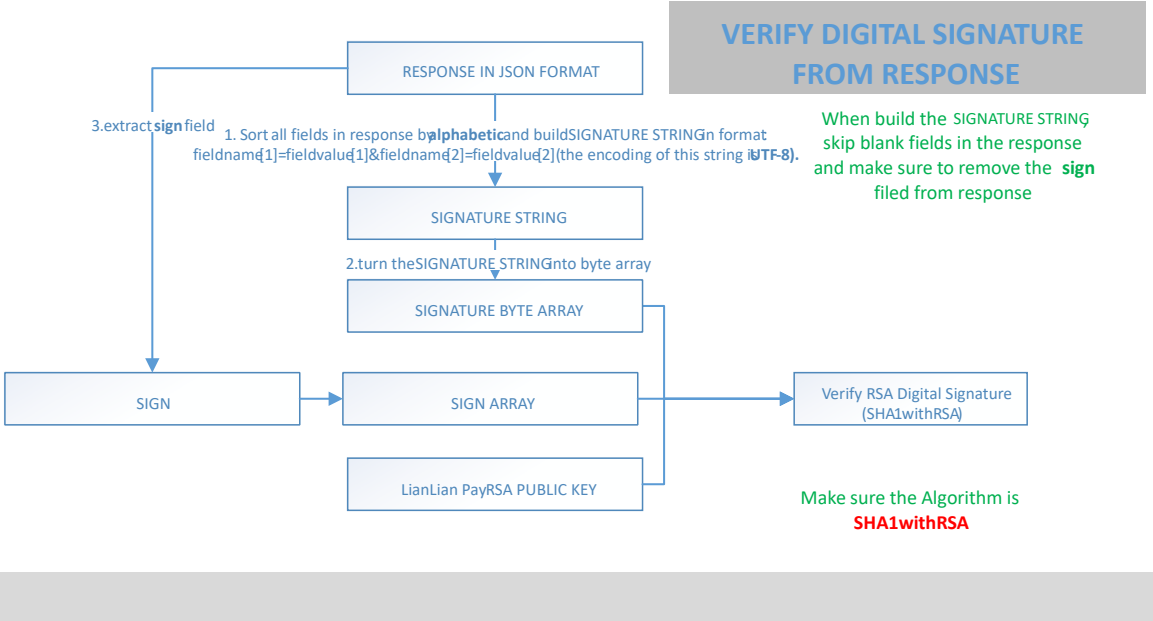 VERIFY DIGITAL SIGNATURE
FROM RESPONSE
RESPONSE IN JSON FORMAT
3.extract sign field
1. Sort all fields in response by alphabetic and build SIGNATURE STRING in format
fieldname[1]=fieldvalue[1]&fieldname[2]=fieldvalue[2](the encoding of this string is UTF-8).
When build the SIGNATURE STRING,
skip blank fields in the response
and make sure to remove the sign
filed from response
SIGNATURE STRING
2.turn the SIGNATURE STRING into byte array
SIGNATURE BYTE ARRAY
SIGN
SIGN ARRAY
Verify RSA Digital Signature
(SHA1withRSA)
LianLian PayRSA PUBLIC KEY
Make sure the Algorithm is
SHA1withRSA